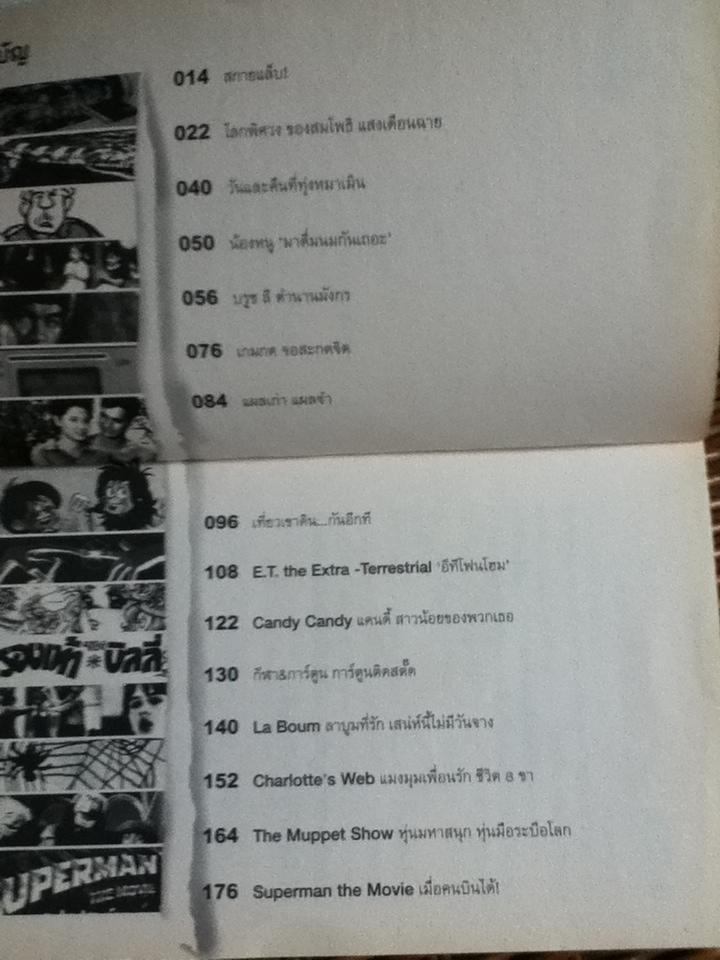 014 สกายแล็บ!
022 โลกพิศวง ของสมโพธิ แสงเดือนฉาย
040 วันและคืนที่ทุ่งหมาเมิน
050 น้องหนู 'มาดื่มนมกันเถอะ'
056 บรูซ ลี ตำนานมังกร
076 เกมกด จอสะกดจิต
084 แผลเก่า แผลจำ
096 เที่ยวเขาดิน...กันอีกที
108 E.T. the Extra -Terrestrial 'อีทีโฟนโฮม'
122 Candy Candy แคนดี้ สาวน้อยของพวกเธอ
130 กีฬา&การ์ตูน การ์ตูนติดสตั๊ด
140 La Boum ลาบูมที่รัก เสน่ห์นี้ไม่มีวันจาง
152 Charlotte's Web แมงมุมเพื่อนรัก ชีวิต 8 ขา
164 The Muppet Show หุ่นมหาสนุก หุ่นมือระบือโลก
176 Superman the Movie เมื่อคนบินได้!
บิลลี่
UPERMAN
THE MOVIE